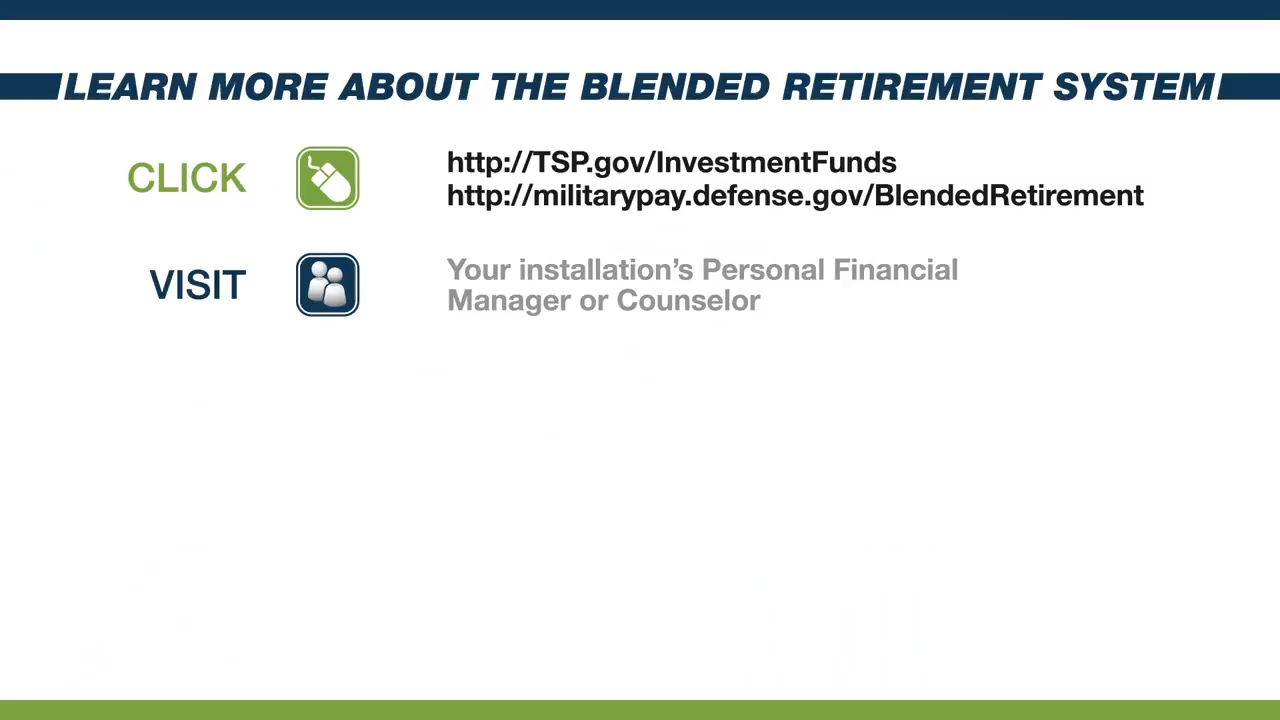 LEARN MORE ABOUT THE BLENDED RETIREMENT SYSTEM
CLICK
http://TSP.gov/InvestmentFunds
http://militarypay.defense.gov/BlendedRetirement
VISIT
Your installation’s Personal Financial
Manager or Counselor